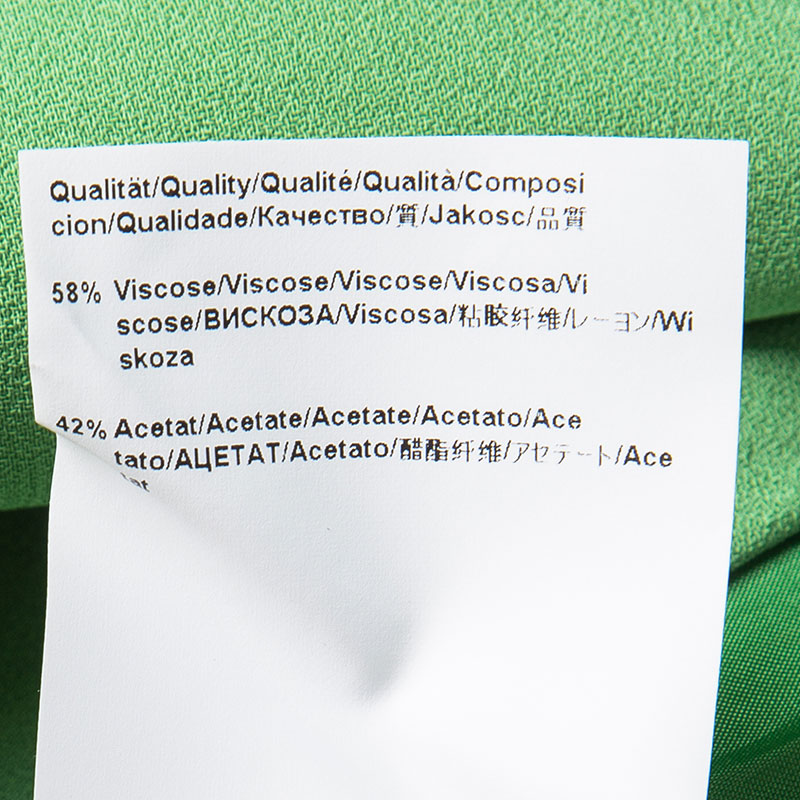 Qualität/Quality/Qualité/Qualità/Composi
cion/Qualidade/Качество/質/Jakosc/品質
58% Viscose/Viscose/Viscose/Viscosa/Vi
scose/ВИСКОЗА/Viscosa/粘胶纤维/レーヨン/Wi
skoza
42% Acetat/Acetate/Acetate/Acetato/Ace
tato/АЦЕТАТ/Acetato/醋酯纤维/アセテート/Ace
tat